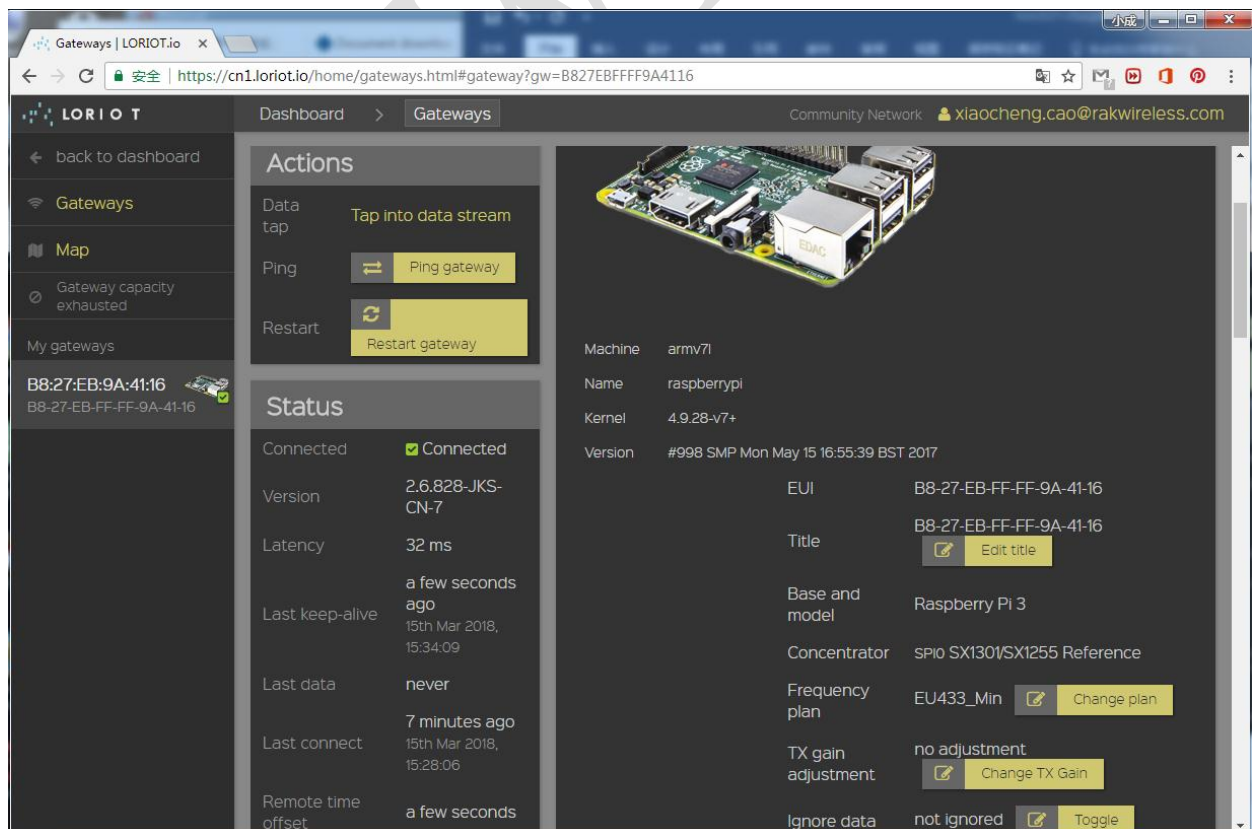 小成
Gateways | LORIOT.io
安全 | https://cn1.loriot.io/home/gateways.html#gateway?gw=B827EBFFFF9A4116
LORIOT
Dashboard > Gateways
Community Network xiaocheng.cao@rakwireless.com
back to dashboard
Gateways
Map
Gateway capacity
exhausted
My gateways
B8:27:EB:9A:41:16
B8-27-EB-FF-FF-9A-41-16
Actions
Data
tap
Tap into data stream
Ping
Ping gateway
Restart
Restart gateway
Status
Connected
Connected
Version
2.6.828-JKS-
CN-7
Latency
32 ms
Last keep-alive
a few seconds
ago
15th Mar 2018,
15:34:09
Last data
never
Last connect
7 minutes ago
15th Mar 2018,
15:28:06
Remote time
offset
a few seconds
EDAC
Machine armv7l
Name raspberrypi
Kernel 4.9.28-v7+
Version #998 SMP Mon May 15 16:55:39 BST 2017
EUI
B8-27-EB-FF-FF-9A-41-16
Title
B8-27-EB-FF-FF-9A-41-16
Edit title
Base and
model
Raspberry Pi 3
Concentrator
SPI0 SX1301/SX1255 Reference
Frequency
plan
EU433_Min
Change plan
TX gain
adjustment
no adjustment
Change TX Gain
Ignore data
not ignored
Toggle